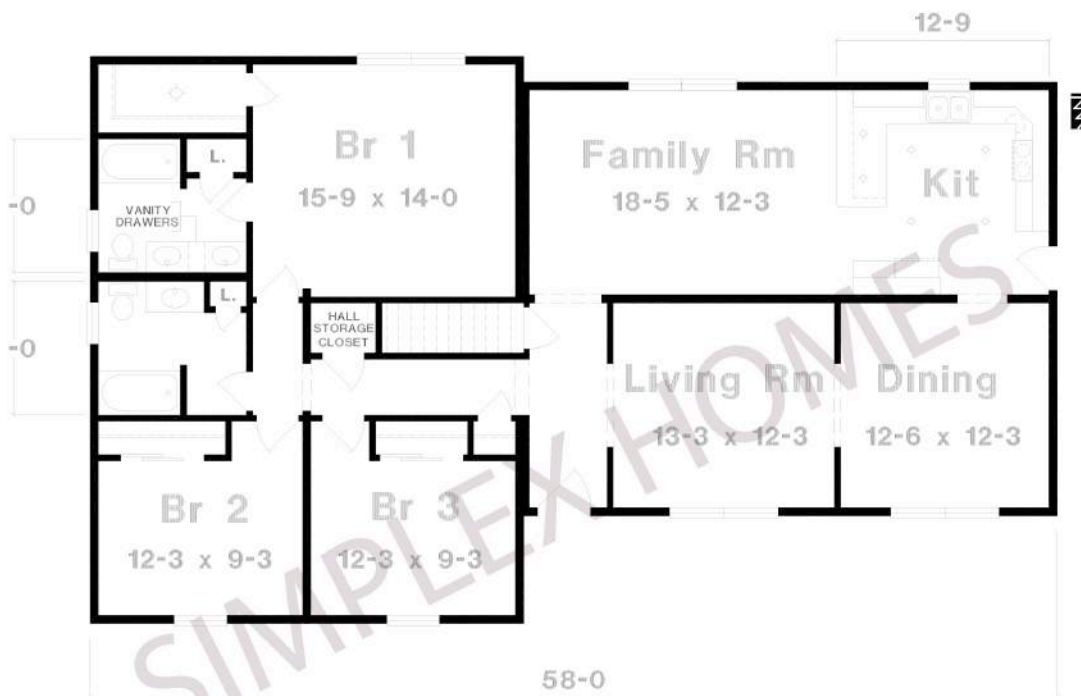 12-9
Br 1
15-9 x 14-0
Family Rm
18-5 x 12-3
Kit
L.
VANITY
DRAWERS
-0
L.
-0
HALL
STORAGE
CLOSET
Living Rm
13-3 x 12-3
Dining
12-6 x 12-3
Br 2
12-3 x 9-3
Br 3
12-3 x 9-3
SIMPLEX HOMES
58-0